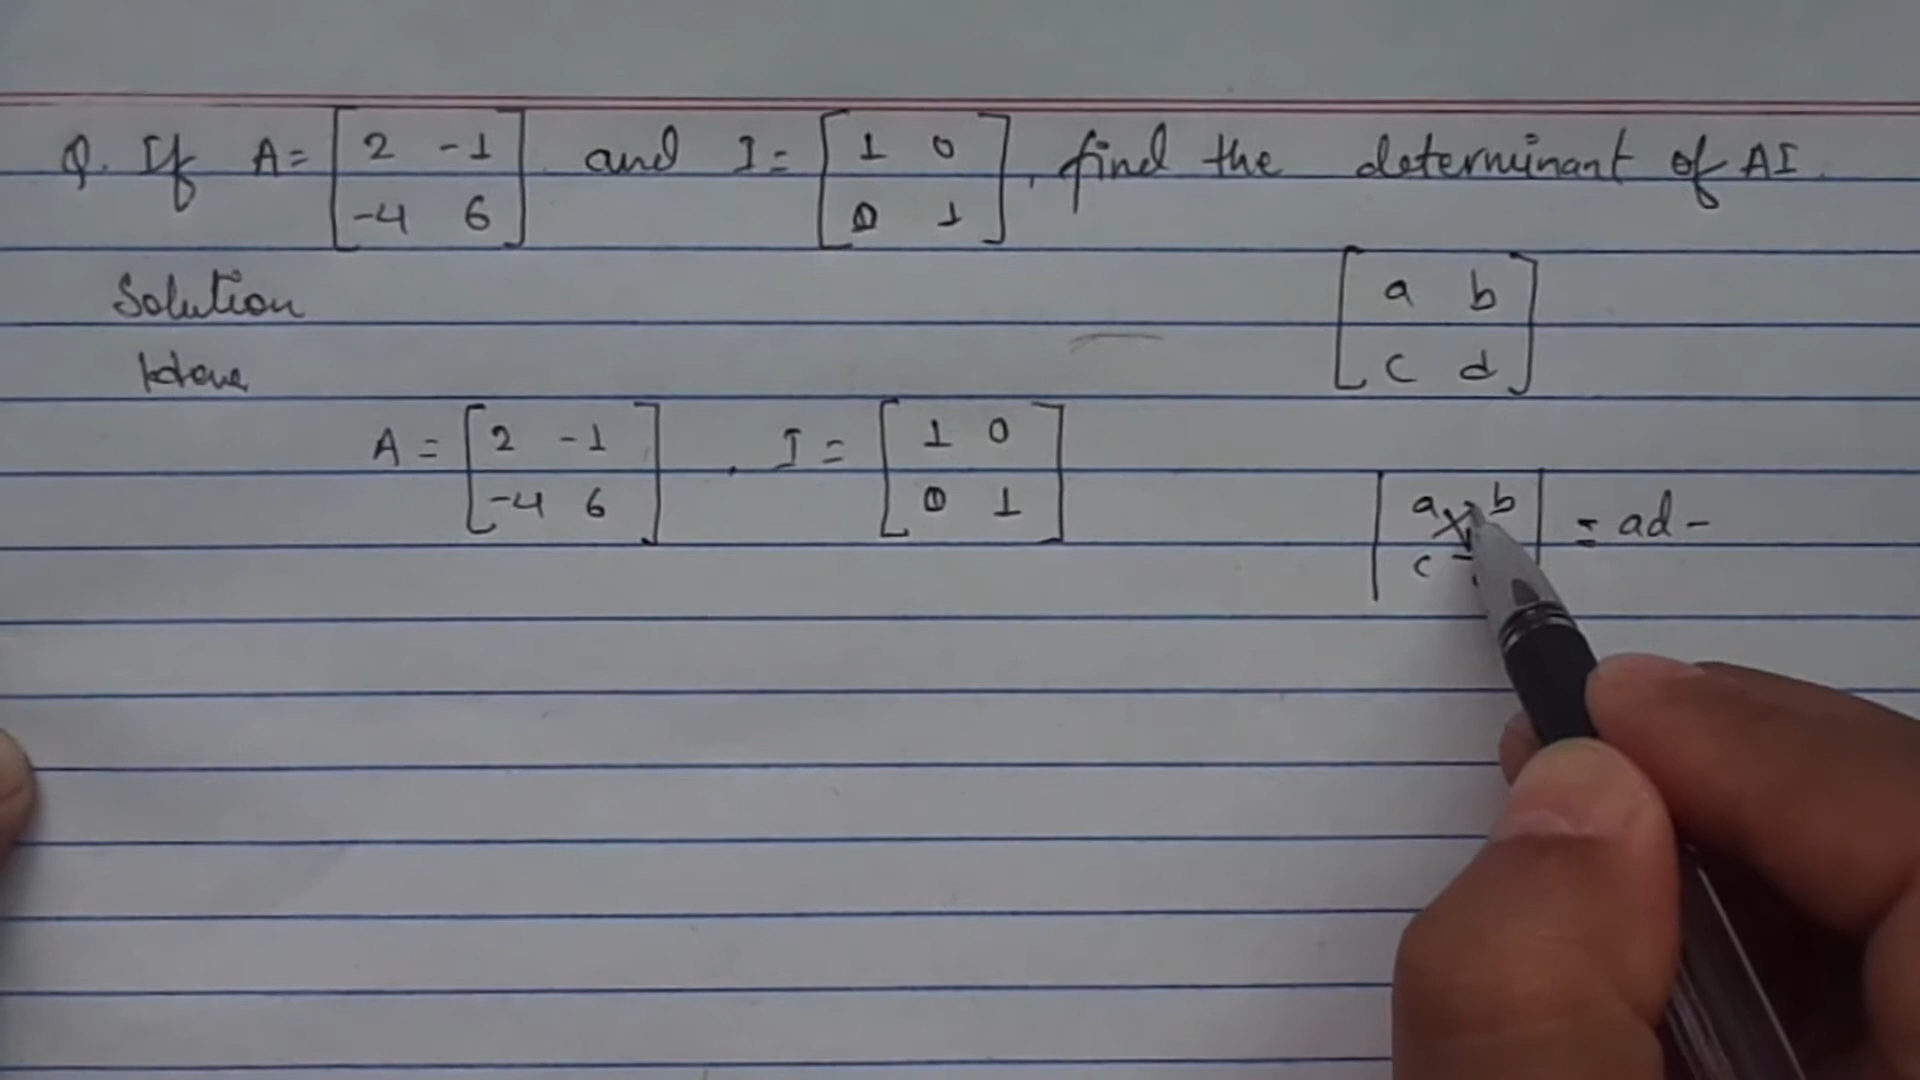 Q. If A = [2 -1 -4 6] and I = [1 0 0 1], find the determinant of AI.
Solution
[a b
c d]
A = [2 -1 -4 6], I = [1 0 0 1]
|a b c| = ad -